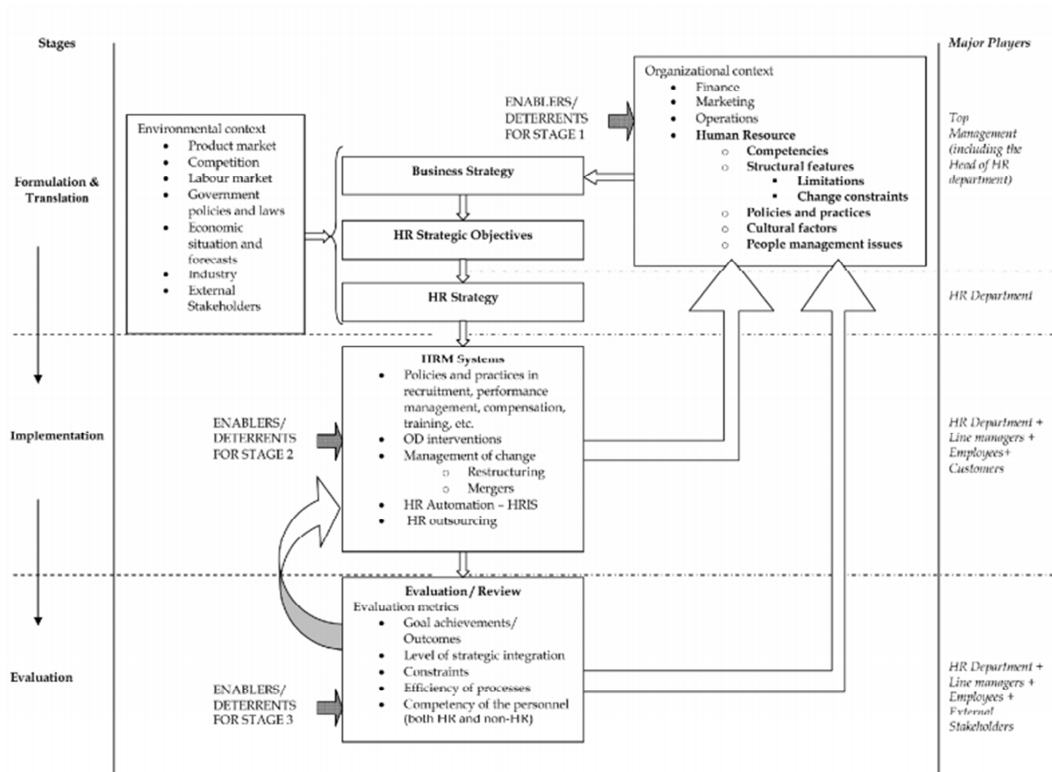 Stages
Major Players
Organizational context
• Finance
• Marketing
• Operations
• Human Resource
o Competencies
o Structural features
▪ Limitations
▪ Change constraints
o Policies and practices
o Cultural factors
o People management issues
ENABLERS/
DETERRENTS
FOR STAGE 1
Top
Management
(including the
Head of HR
department)
Environmental context
• Product market
• Competition
• Labour market
• Government
policies and laws
• Economic
situation and
forecasts
• Industry
• External
Stakeholders
Formulation &
Translation
Business Strategy
HR Strategic Objectives
HR Strategy
HR Department
HRM Systems
• Policies and practices in
recruitment, performance
management, compensation,
training, etc.
• OD interventions
• Management of change
o Restructuring
o Mergers
• HR Automation – HRIS
• HR outsourcing
ENABLERS/
DETERRENTS
FOR STAGE 2
Implementation
HR Department +
Line managers +
Employees+
Customers
Evaluation / Review
Evaluation metrics
• Goal achievements/
Outcomes
• Level of strategic integration
• Constraints
• Efficiency of processes
• Competency of the personnel
(both HR and non-HR)
Evaluation
ENABLERS/
DETERRENTS
FOR STAGE 3
HR Department +
Line managers +
Employees +
External
Stakeholders